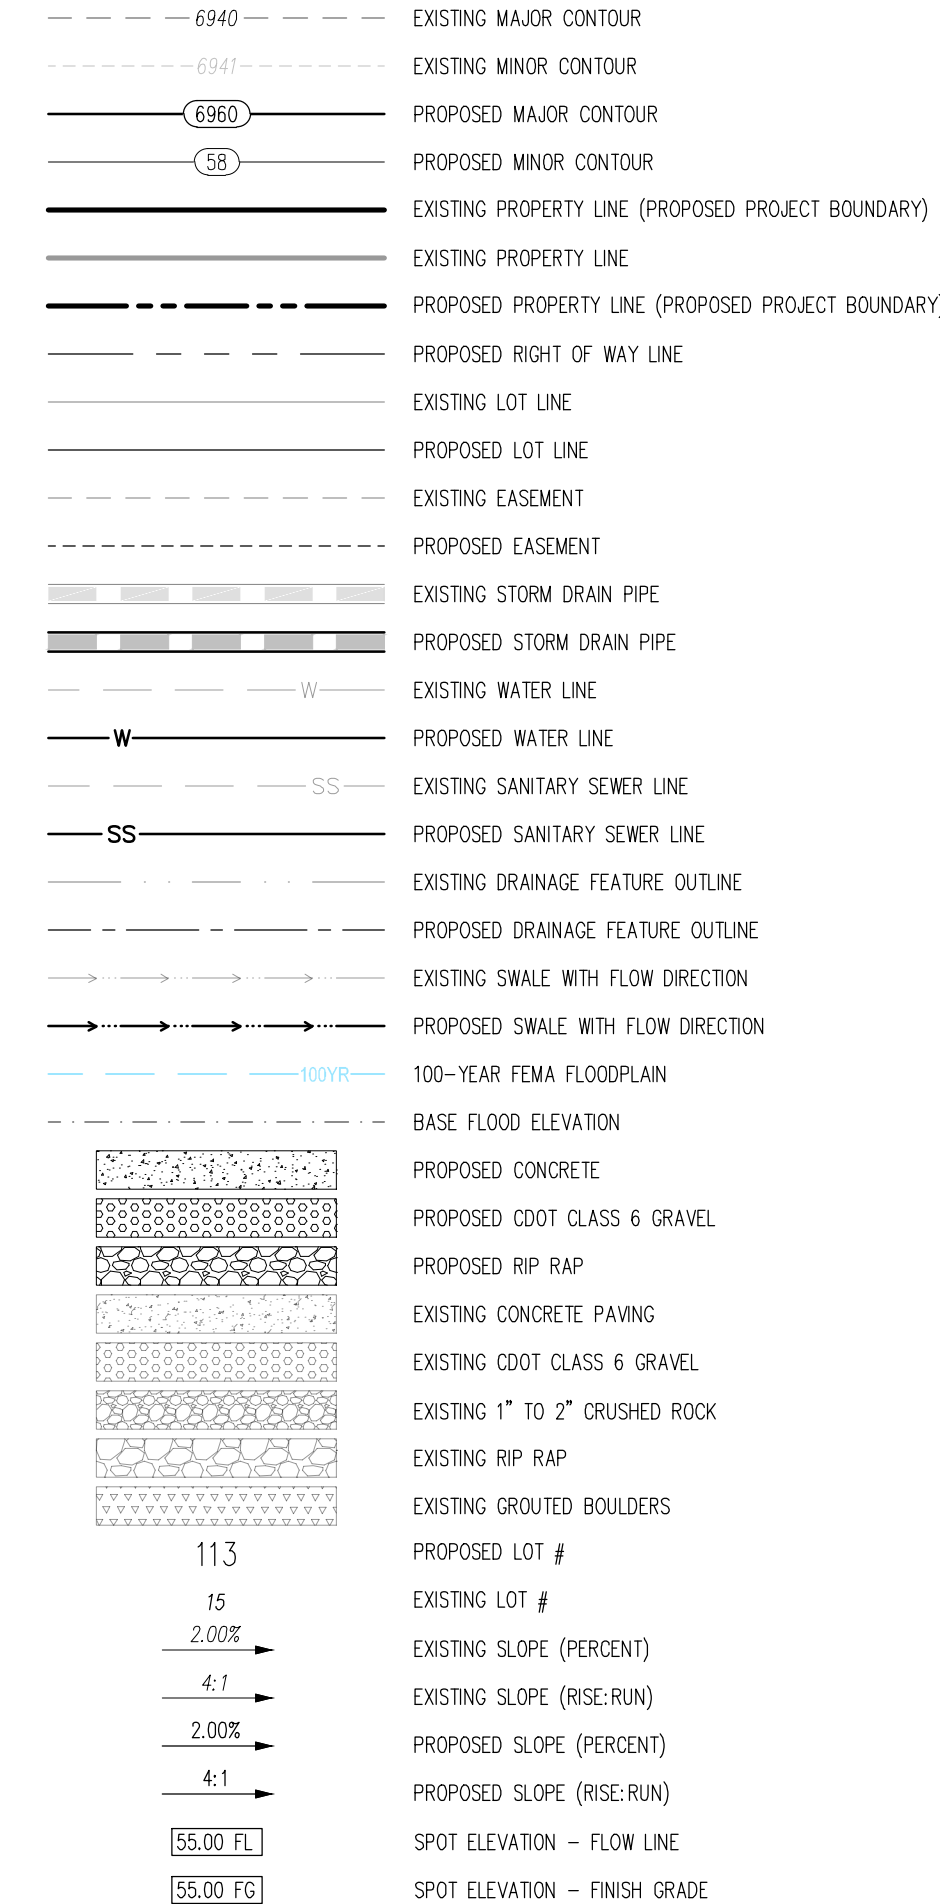 6940 EXISTING MAJOR CONTOUR
6941 EXISTING MINOR CONTOUR
6960 PROPOSED MAJOR CONTOUR
58 PROPOSED MINOR CONTOUR
EXISTING PROPERTY LINE (PROPOSED PROJECT BOUNDARY)
EXISTING PROPERTY LINE
PROPOSED PROPERTY LINE (PROPOSED PROJECT BOUNDARY)
PROPOSED RIGHT OF WAY LINE
EXISTING LOT LINE
PROPOSED LOT LINE
EXISTING EASEMENT
PROPOSED EASEMENT
EXISTING STORM DRAIN PIPE
PROPOSED STORM DRAIN PIPE
W EXISTING WATER LINE
W PROPOSED WATER LINE
SS EXISTING SANITARY SEWER LINE
SS PROPOSED SANITARY SEWER LINE
EXISTING DRAINAGE FEATURE OUTLINE
PROPOSED DRAINAGE FEATURE OUTLINE
EXISTING SWALE WITH FLOW DIRECTION
PROPOSED SWALE WITH FLOW DIRECTION
100YR 100-YEAR FEMA FLOODPLAIN
BASE FLOOD ELEVATION
PROPOSED CONCRETE
PROPOSED CDOT CLASS 6 GRAVEL
PROPOSED RIP RAP
EXISTING CONCRETE PAVING
EXISTING CDOT CLASS 6 GRAVEL
EXISTING 1" TO 2" CRUSHED ROCK
EXISTING RIP RAP
EXISTING GROUTED BOULDERS
113 PROPOSED LOT #
15 EXISTING LOT #
2.00% EXISTING SLOPE (PERCENT)
4:1 EXISTING SLOPE (RISE:RUN)
2.00% PROPOSED SLOPE (PERCENT)
4:1 PROPOSED SLOPE (RISE:RUN)
55.00 FL SPOT ELEVATION - FLOW LINE
55.00 FG SPOT ELEVATION - FINISH GRADE